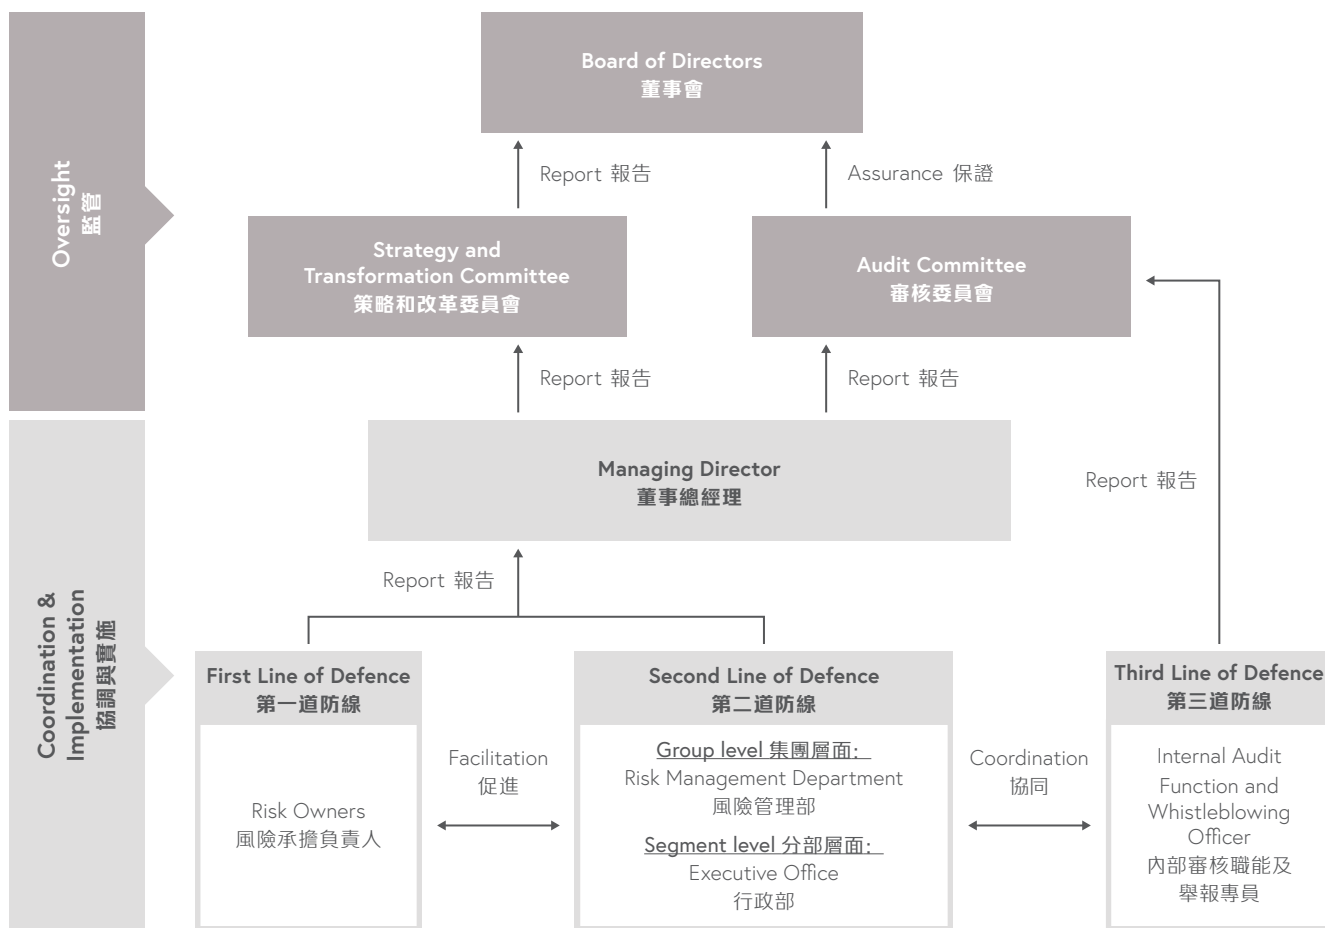 Oversight
監管
Board of Directors
董事會
Report 報告
Assurance 保證
Strategy and
Transformation Committee
策略和改革委員會
Audit Committee
審核委員會
Report 報告
Report 報告
Coordination &
Implementation
協調與實施
Managing Director
董事總經理
Report 報告
Report 報告
First Line of Defence
第一道防線
Risk Owners
風險承擔負責人
Facilitation
促進
Second Line of Defence
第二道防線
Group level 集團層面：
Risk Management Department
風險管理部
Segment level 分部層面：
Executive Office
行政部
Coordination
協同
Third Line of Defence
第三道防線
Internal Audit
Function and
Whistleblowing
Officer
內部審核職能及
舉報專員